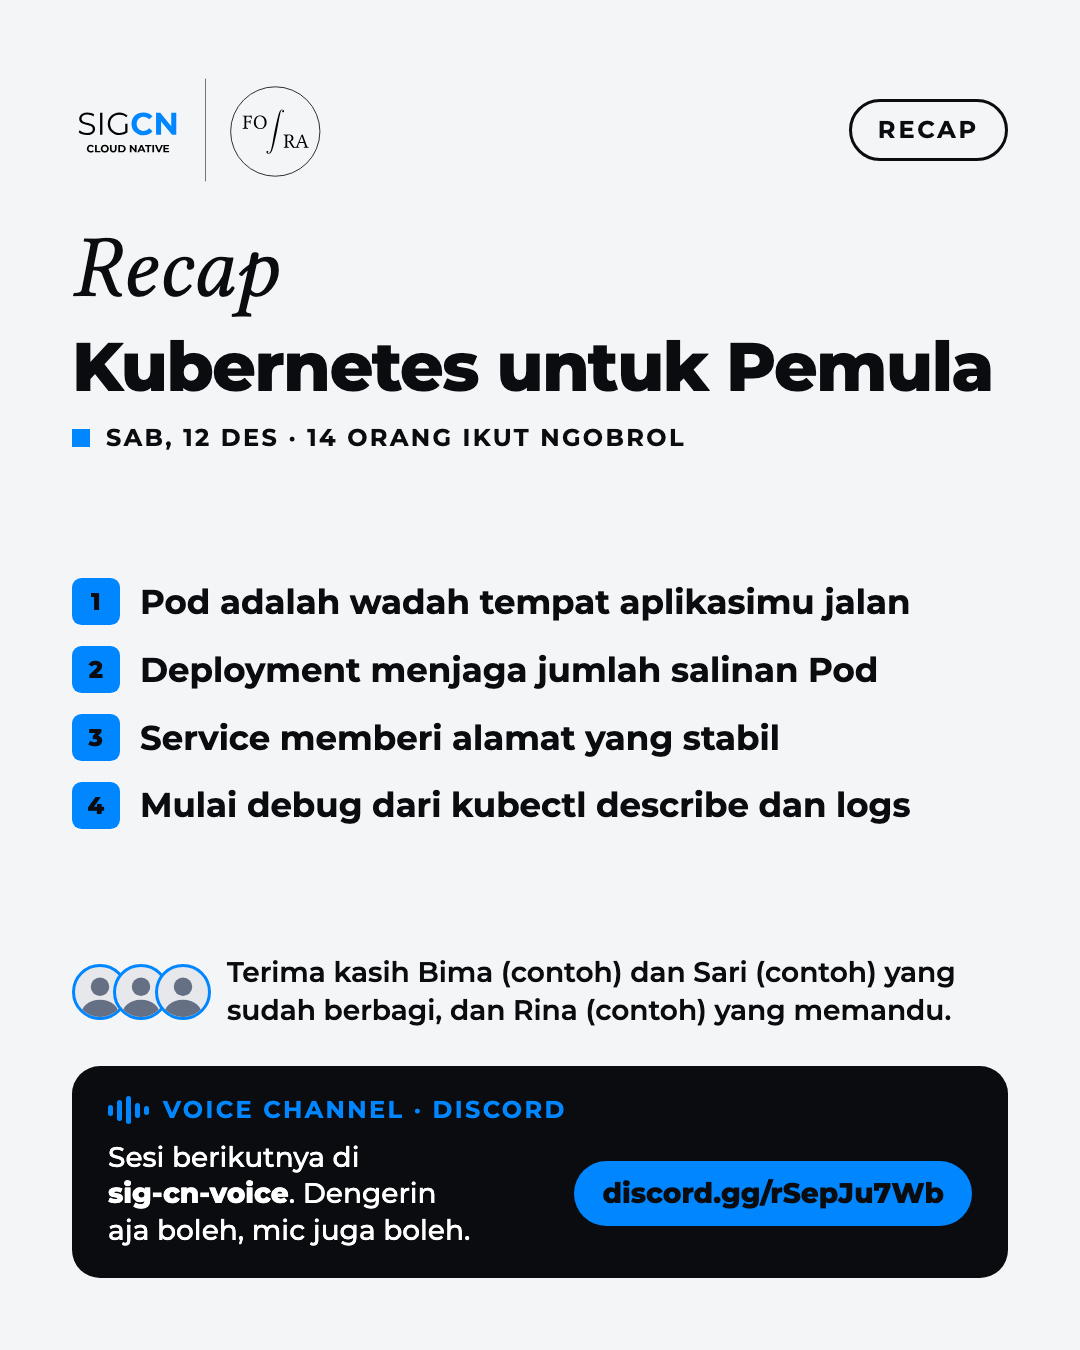 SIGCN
CLOUD NATIVE
FO
RA
RECAP
Recap
Kubernetes untuk Pemula
SAB, 12 DES · 14 ORANG IKUT NGOBROL
1 Pod adalah wadah tempat aplikasimu jalan
2 Deployment menjaga jumlah salinan Pod
3 Service memberi alamat yang stabil
4 Mulai debug dari kubectl describe dan logs
Terima kasih Bima (contoh) dan Sari (contoh) yang
sudah berbagi, dan Rina (contoh) yang memandu.
VOICE CHANNEL · DISCORD
Sesi berikutnya di
sig-cn-voice. Dengerin
aja boleh, mic juga boleh.
discord.gg/rSepJu7Wb